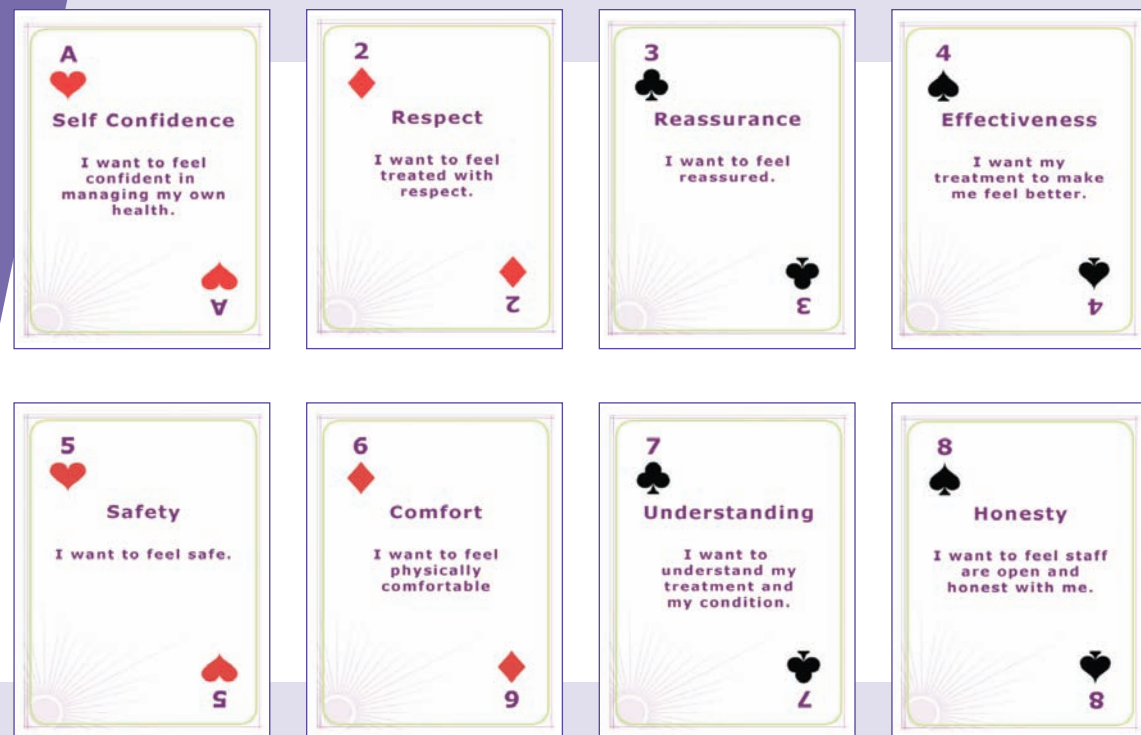 A
Self Confidence
I want to feel
confident in
managing my own
health.
A
2
Respect
I want to feel
treated with
respect.
2
3
Reassurance
I want to feel
reassured.
3
4
Effectiveness
I want my
treatment to make
me feel better.
4
5
Safety
I want to feel safe.
5
6
Comfort
I want to feel
physically
comfortable
6
7
Understanding
I want to
understand my
treatment and
my condition.
7
8
Honesty
I want to feel staff
are open and
honest with me.
8